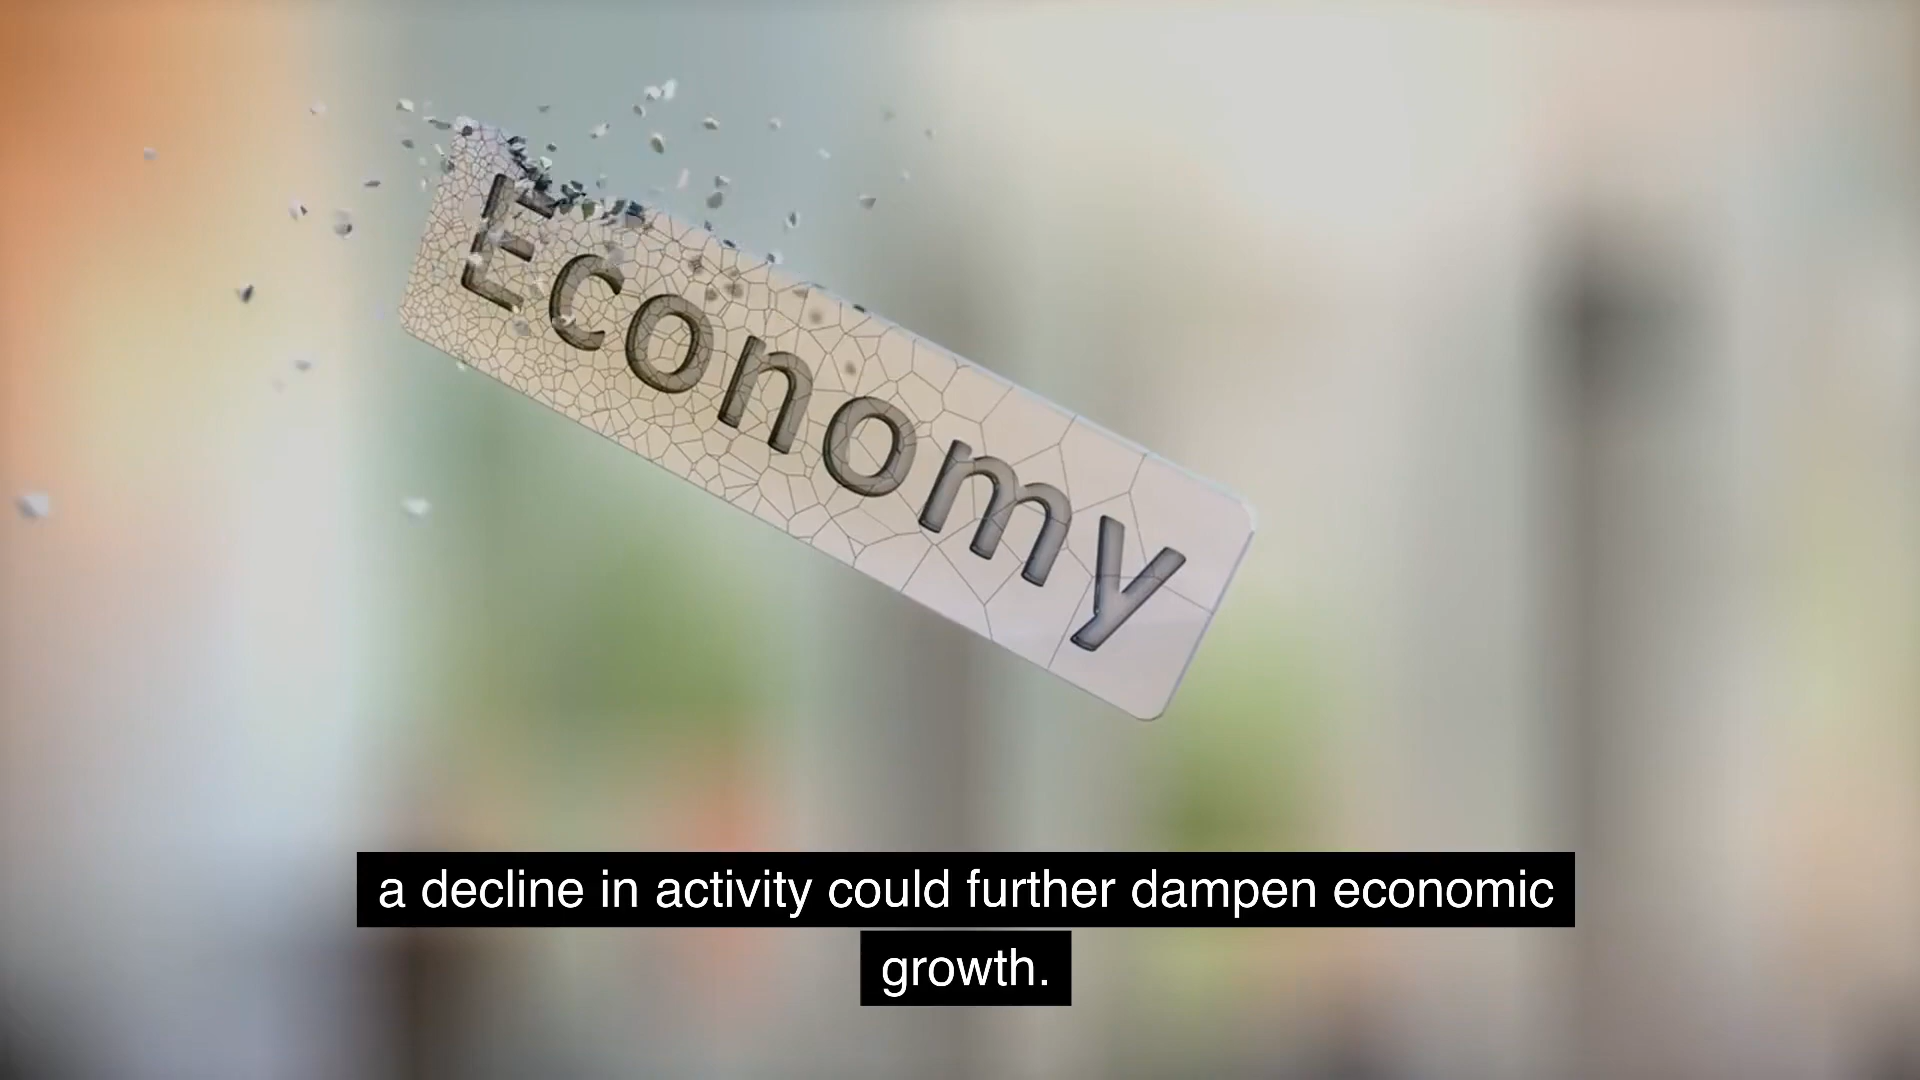 Economy
a decline in activity could further dampen economic
growth.